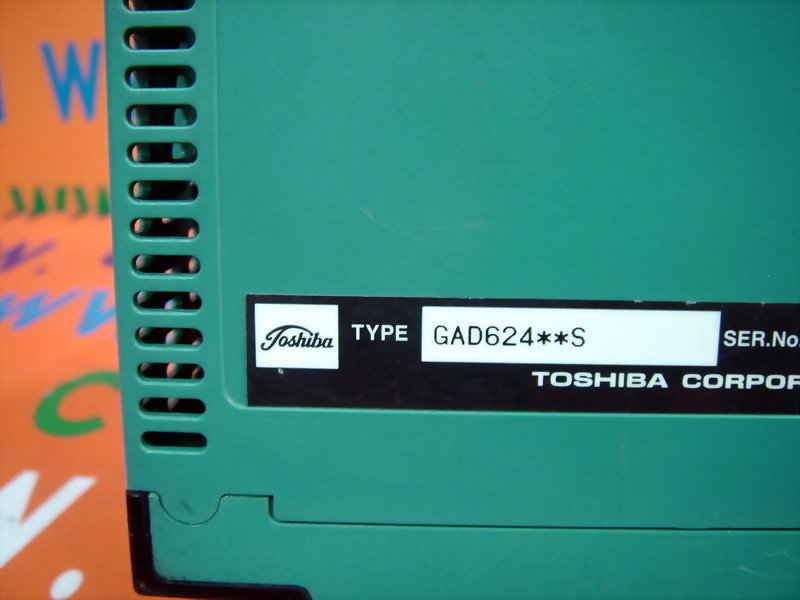 W
Toshiba TYPE GAD624**S SER.No.
TOSHIBA CORPOR
W.